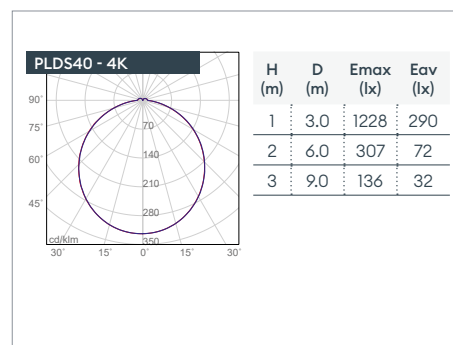 PLDS40 - 4K
90°
75°
60°
45°
70
140
210
280
350
cd/klm
30° 15° 0° 15° 30°
H D Emax Eav
(m) (m) (lx) (lx)
1 3.0 1228 290
2 6.0 307 72
3 9.0 136 32